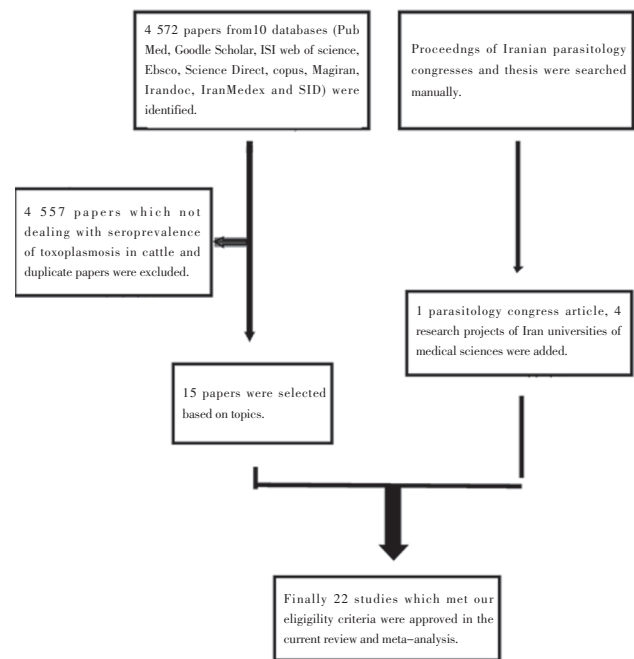 4 572 papers from10 databases (Pub
Med, Goodle Scholar, ISI web of science,
Ebsco, Science Direct, copus, Magiran,
Irandoc, IranMedex and SID) were
identified.
Proceedngs of Iranian parasitology
congresses and thesis were searched
manually.
4 557 papers which not
dealing with seroprevalence
of toxoplasmosis in cattle and
duplicate papers were excluded.
1 parasitology congress article, 4
research projects of Iran universities of
medical sciences were added.
15 papers were selected
based on topics.
Finally 22 studies which met our
eligigility criteria were approved in the
current review and meta-analysis.